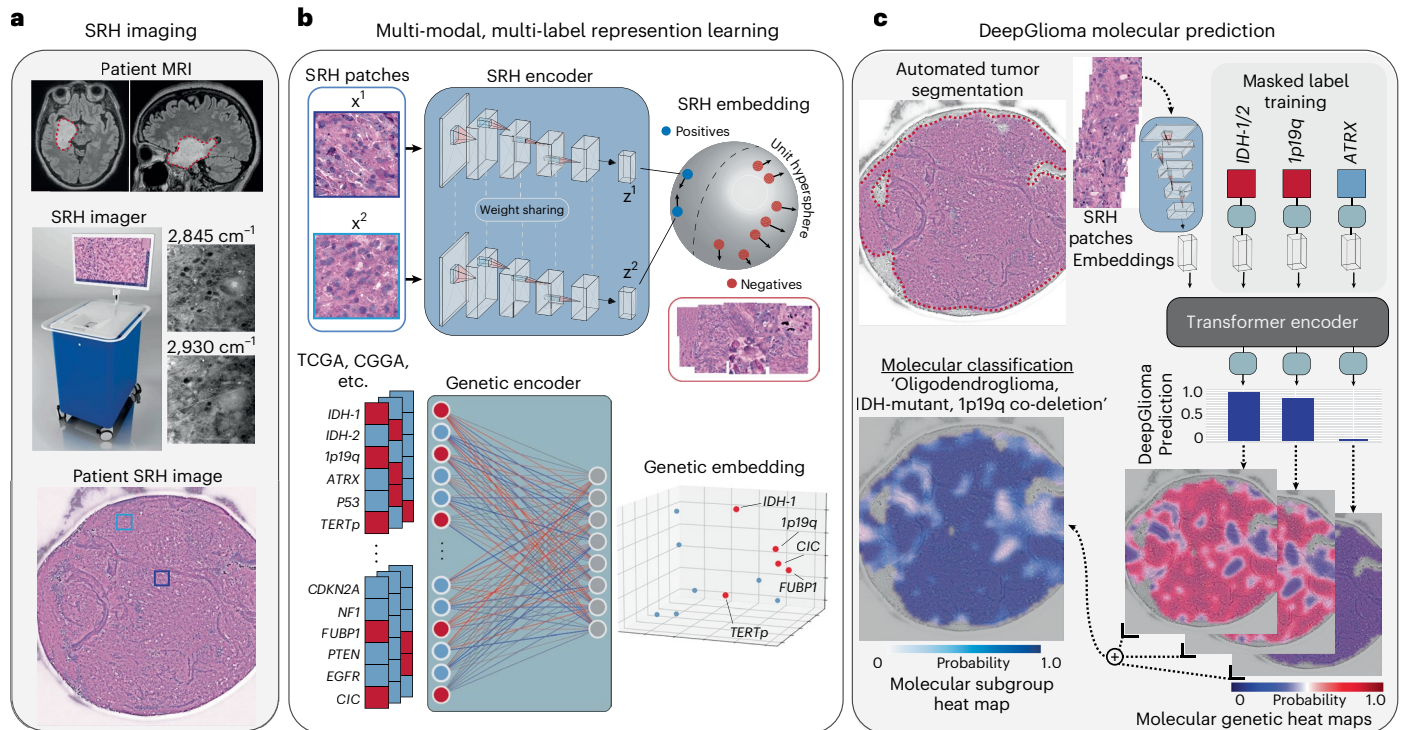 a
SRH imaging
Patient MRI
SRH imager
2,845 cm⁻¹
2,930 cm⁻¹
Patient SRH image
b
Multi-modal, multi-label represention learning
SRH patches
x¹
x²
SRH encoder
Weight sharing
z¹
z²
SRH embedding
Positives
Unit hypersphere
Negatives
TCGA, CGGA,
etc.
IDH-1
IDH-2
1p19q
ATRX
P53
TERTp
CDKN2A
NF1
FUBP1
PTEN
EGFR
CIC
Genetic encoder
Genetic embedding
IDH-1
1p19q
CIC
FUBP1
TERTp
c
DeepGlioma molecular prediction
Automated tumor
segmentation
SRH
patches
Embeddings
Masked label
training
IDH-1/2
1p19q
ATRX
Transformer encoder
DeepGlioma
Prediction
1.0
0.5
0
Molecular classification
'Oligodendroglioma,
IDH-mutant, 1p19q co-deletion'
0 Probability 1.0
Molecular subgroup
heat map
0 Probability 1.0
Molecular genetic heat maps